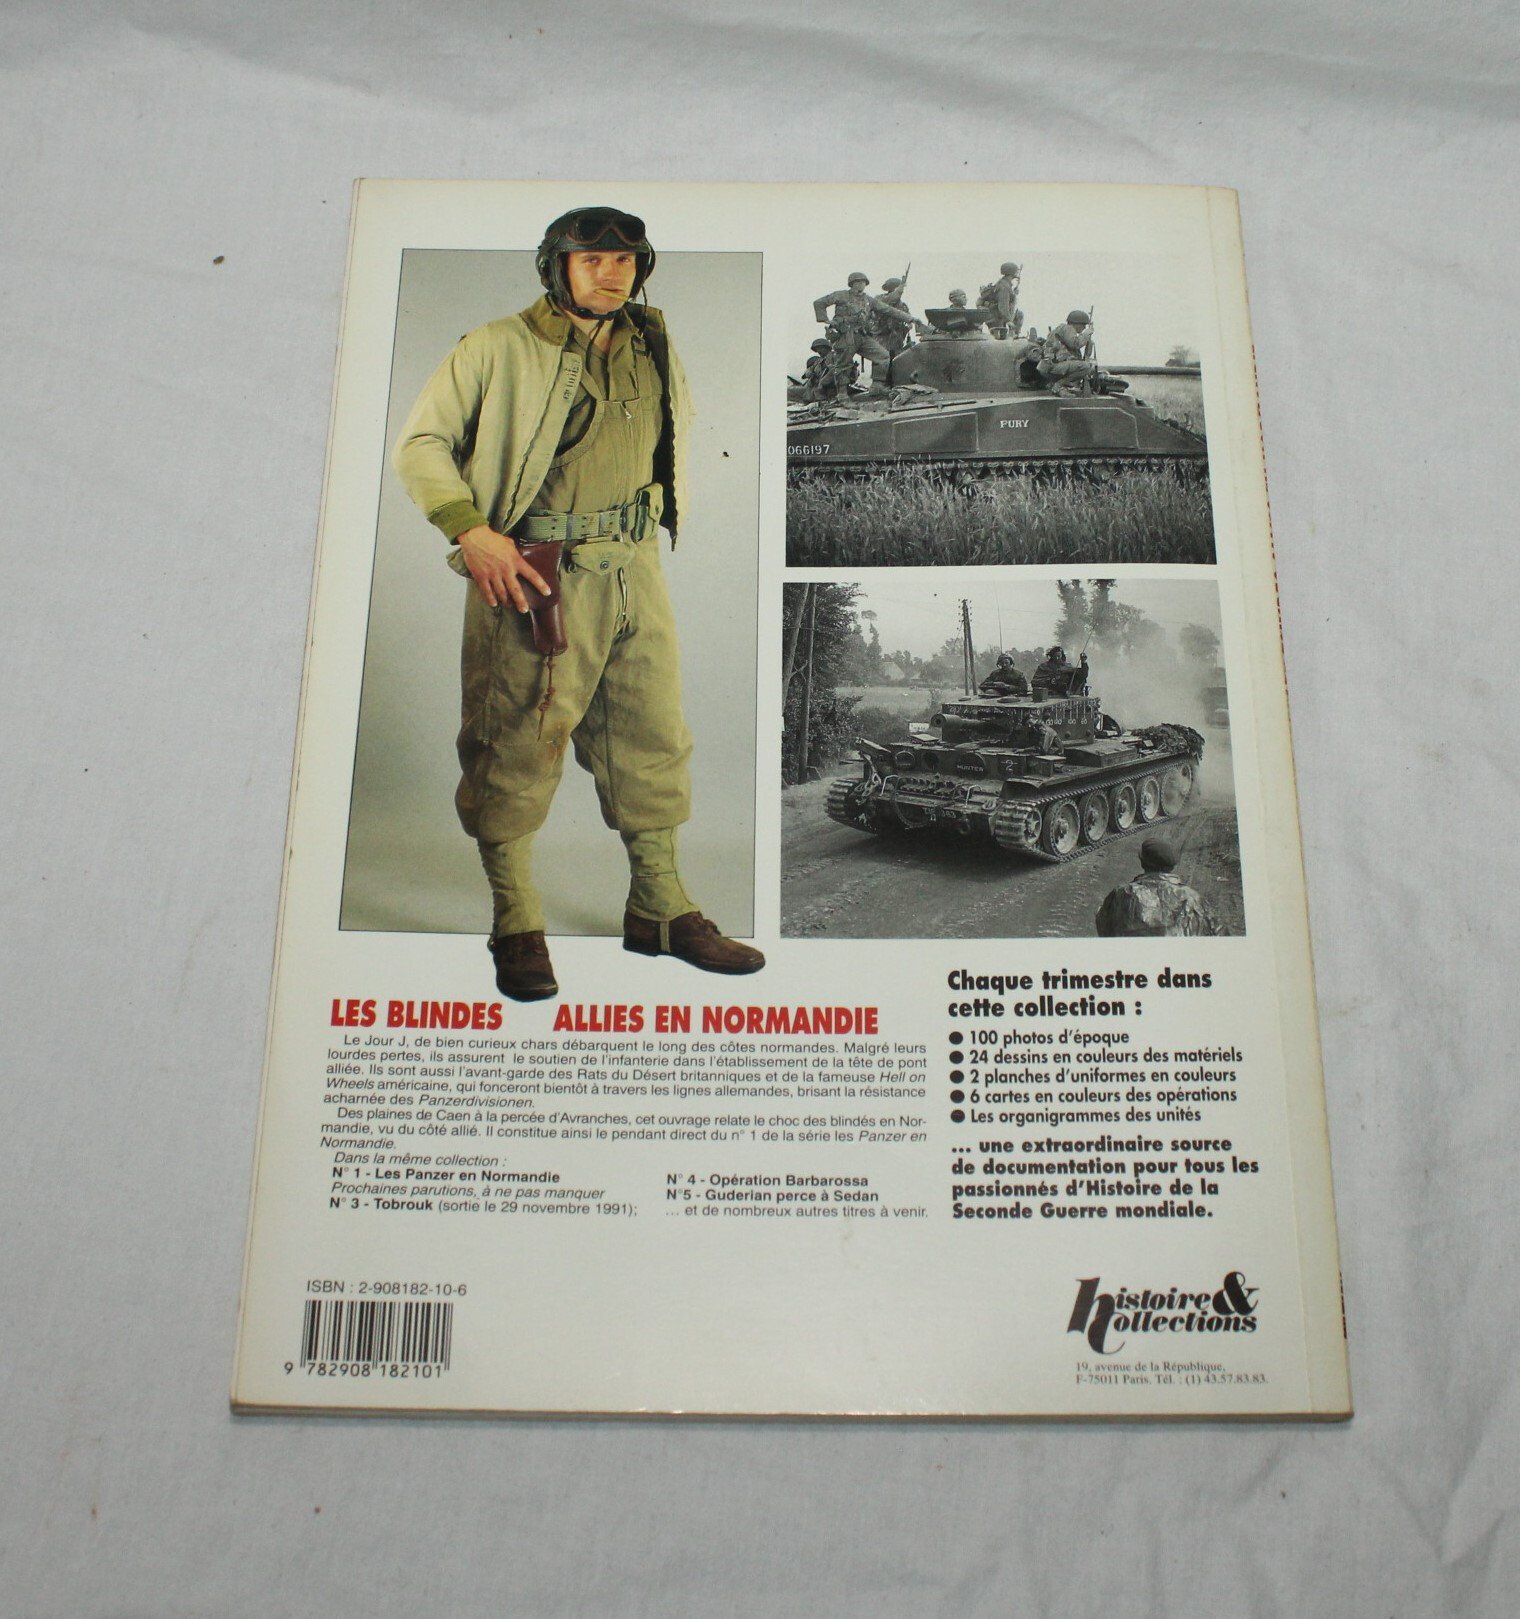 FURY
066197
HUNTER
2
LES BLINDES ALLIES EN NORMANDIE
Le Jour J, de bien curieux chars débarquent le long des côtes normandes. Malgré leurs
lourdes pertes, ils assurent le soutien de l'infanterie dans l'établissement de la tête de pont
alliée. Ils sont aussi l'avant-garde des Rats du Désert britanniques et de la fameuse Hell on
Wheels américaine, qui fonceront bientôt à travers les lignes allemandes, brisant la résistance
acharnée des Panzerdivisionen.
Des plaines de Caen à la percée d'Avranches, cet ouvrage relate le choc des blindés en Nor-
mandie, vu du côté allié. Il constitue ainsi le pendant direct du n° 1 de la série les Panzer en
Normandie.
Dans la même collection :
N° 1 - Les Panzer en Normandie
Prochaines parutions, à ne pas manquer
N° 3 - Tobrouk (sortie le 29 novembre 1991);
N° 4 - Opération Barbarossa
N°5 - Guderian perce à Sedan
... et de nombreux autres titres à venir.
Chaque trimestre dans
cette collection :
● 100 photos d'époque
● 24 dessins en couleurs des matériels
● 2 planches d'uniformes en couleurs
● 6 cartes en couleurs des opérations
● Les organigrammes des unités
... une extraordinaire source
de documentation pour tous les
passionnés d'Histoire de la
Seconde Guerre mondiale.
ISBN : 2-908182-10-6
9 782908 182101
histoire &
Collections
19, avenue de la République,
F-75011 Paris, Tél. : (1) 43.57.83.83.